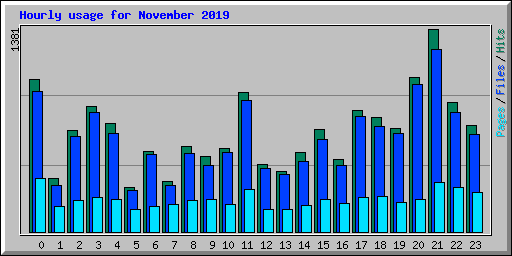 Hourly usage for November 2019
1381
Pages/Files/Hits
0 1 2 3 4 5 6 7 8 9 10 11 12 13 14 15 16 17 18 19 20 21 22 23